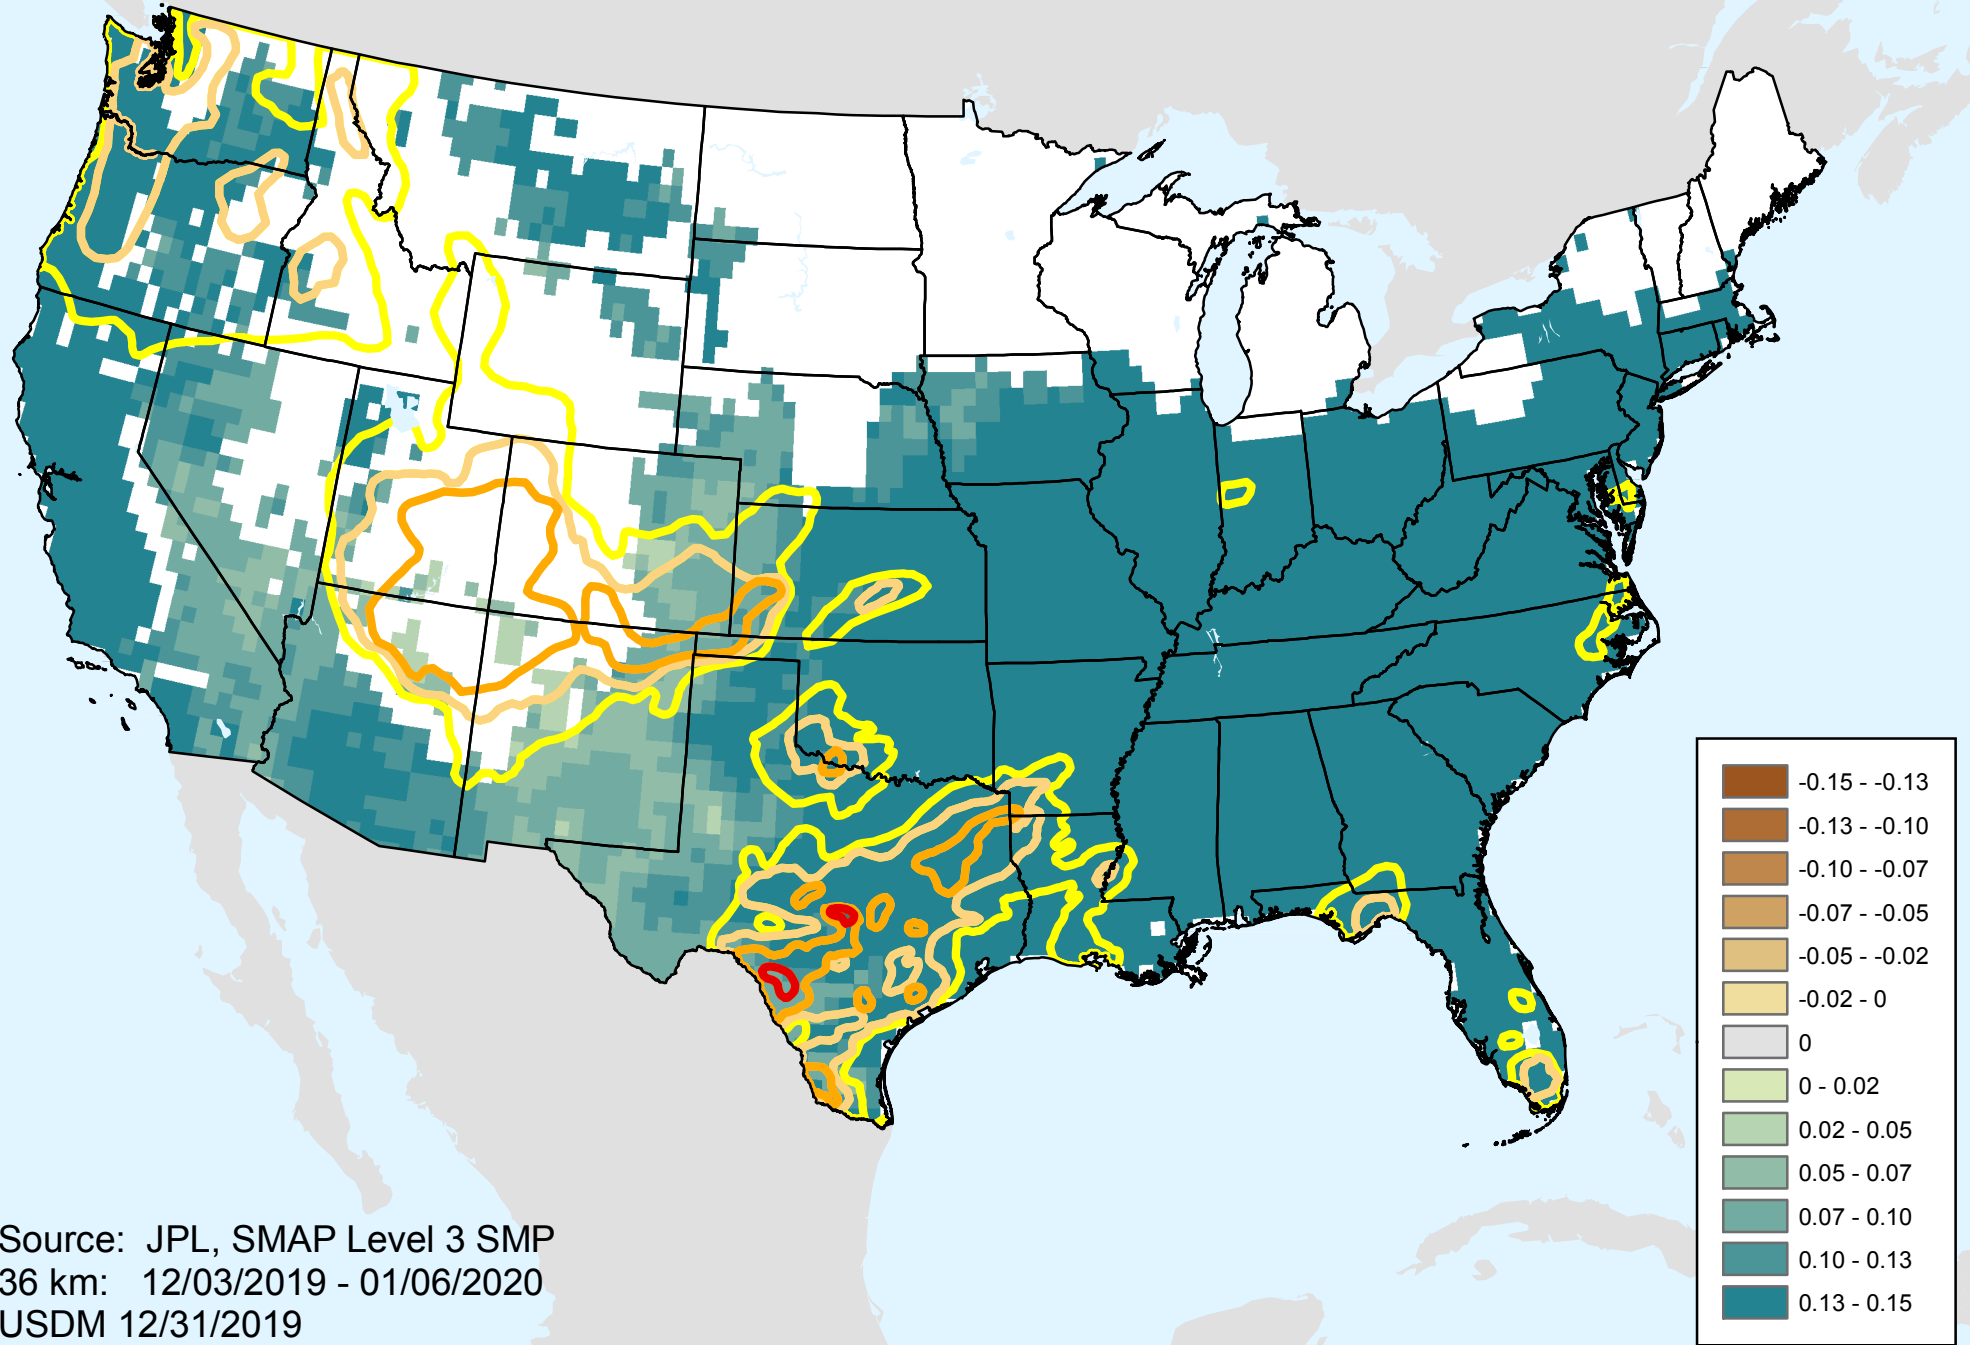 -0.15 - -0.13
-0.13 - -0.10
-0.10 - -0.07
-0.07 - -0.05
-0.05 - -0.02
-0.02 - 0
0
0 - 0.02
0.02 - 0.05
0.05 - 0.07
0.07 - 0.10
0.10 - 0.13
0.13 - 0.15
Source: JPL, SMAP Level 3 SMP
36 km: 12/03/2019 - 01/06/2020
USDM 12/31/2019